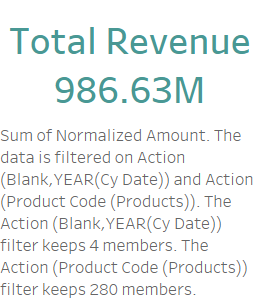 Total Revenue
986.63M
Sum of Normalized Amount. The
data is filtered on Action
(Blank,YEAR(Cy Date)) and Action
(Product Code (Products)). The
Action (Blank,YEAR(Cy Date))
filter keeps 4 members. The
Action (Product Code (Products))
filter keeps 280 members.